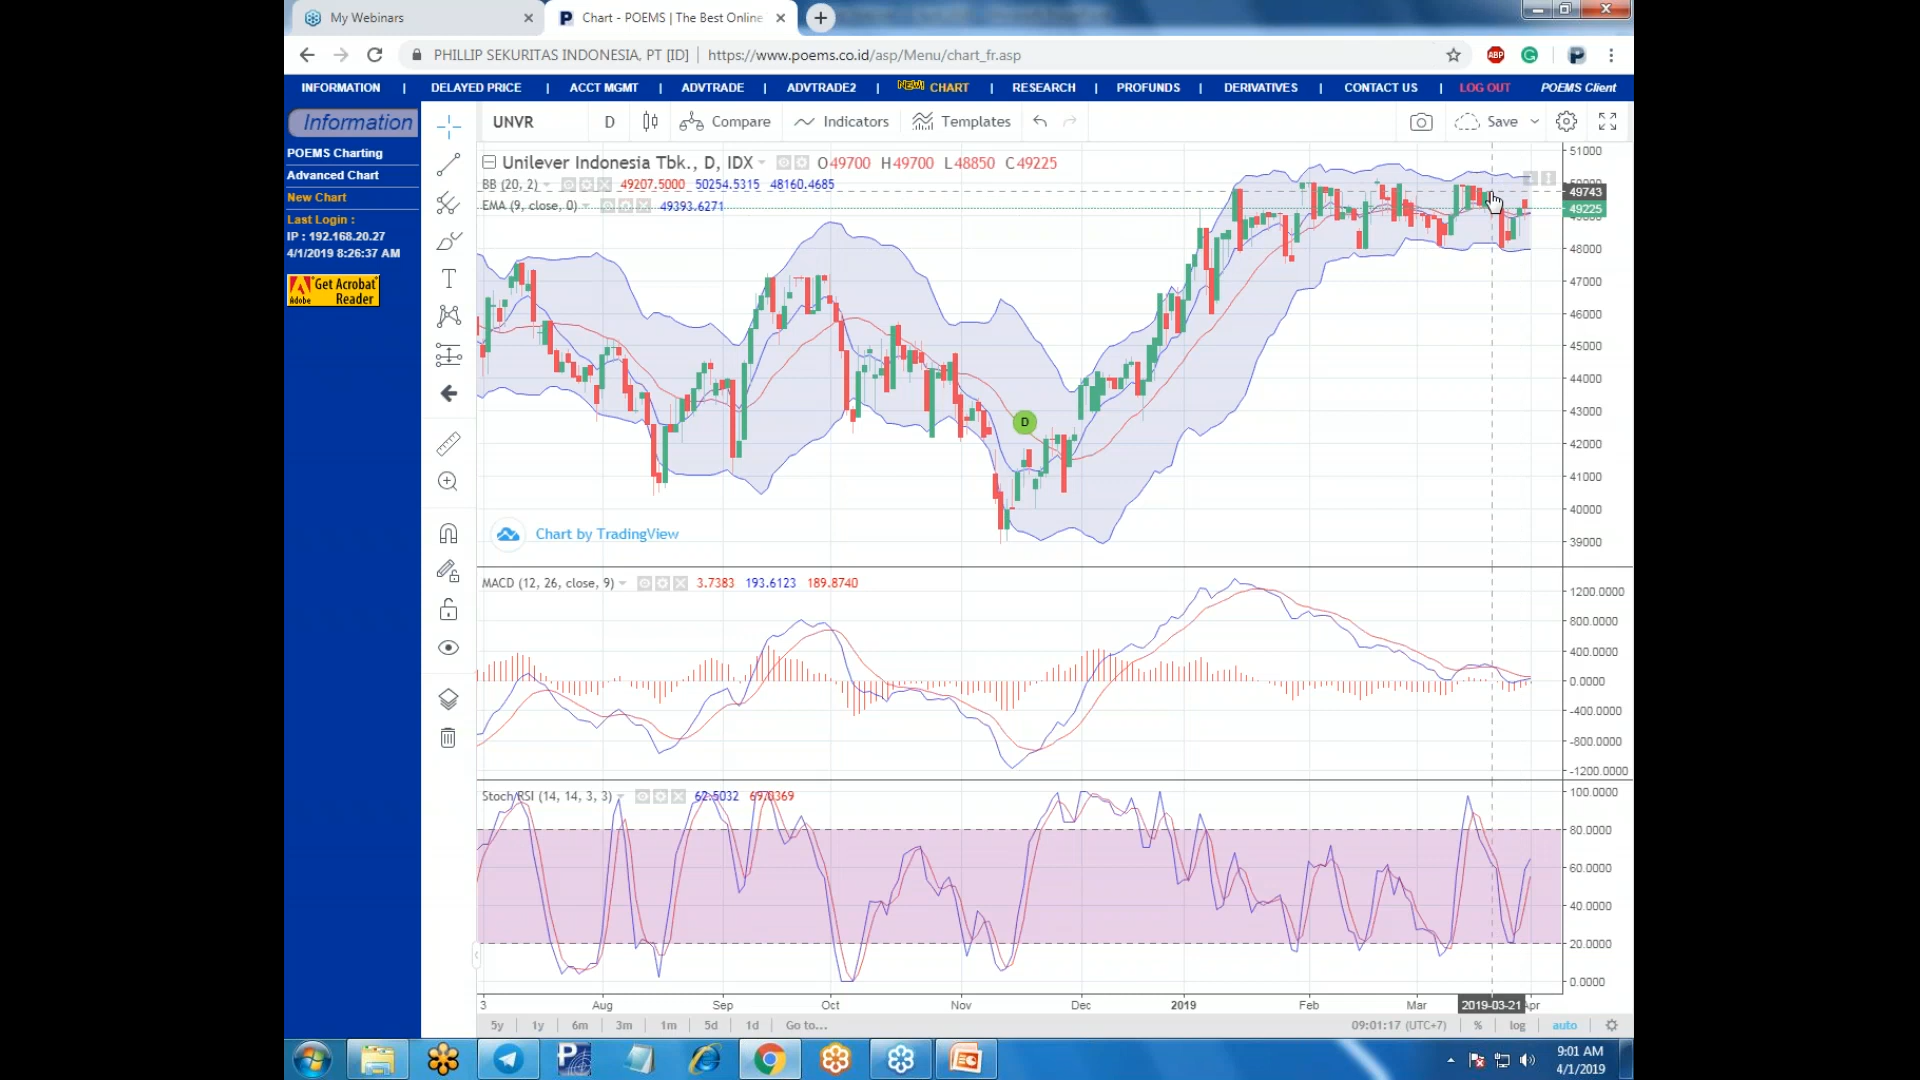 My Webinars
Chart - POEMS | The Best Online
PHILLIP SEKURITAS INDONESIA, PT [ID] | https://www.poems.co.id/asp/Menu/chart_fr.asp
ABP
INFORMATION | DELAYED PRICE | ACCT MGMT | ADVTRADE | ADVTRADE2 | NEW! CHART | RESEARCH | PROFUNDS | DERIVATIVES | CONTACT US | LOG OUT POEMS Client
Information
POEMS Charting
Advanced Chart
New Chart
Last Login :
IP : 192.168.20.27
4/1/2019 8:26:37 AM
Get Acrobat
Adobe Reader
UNVR D Compare Indicators Templates Save
Unilever Indonesia Tbk., D, IDX O49700 H49700 L48850 C49225
BB (20, 2) 49207.5000 50254.5315 48160.4685
EMA (9, close, 0) 49393.6271
51000
49743
49225
48000
47000
46000
45000
44000
43000
42000
41000
40000
39000
D
Chart by TradingView
MACD (12, 26, close, 9) 3.7383 193.6123 189.8740
1200.0000
800.0000
400.0000
0.0000
-400.0000
-800.0000
-1200.0000
Stoch RSI (14, 14, 3, 3) 62.5032 69.0369
100.0000
80.0000
60.0000
40.0000
20.0000
0.0000
3 Aug Sep Oct Nov Dec 2019 Feb Mar 2019-03-21 Apr
5y 1y 6m 3m 1m 5d 1d Go to... 09:01:17 (UTC+7) % log auto
9:01 AM
4/1/2019